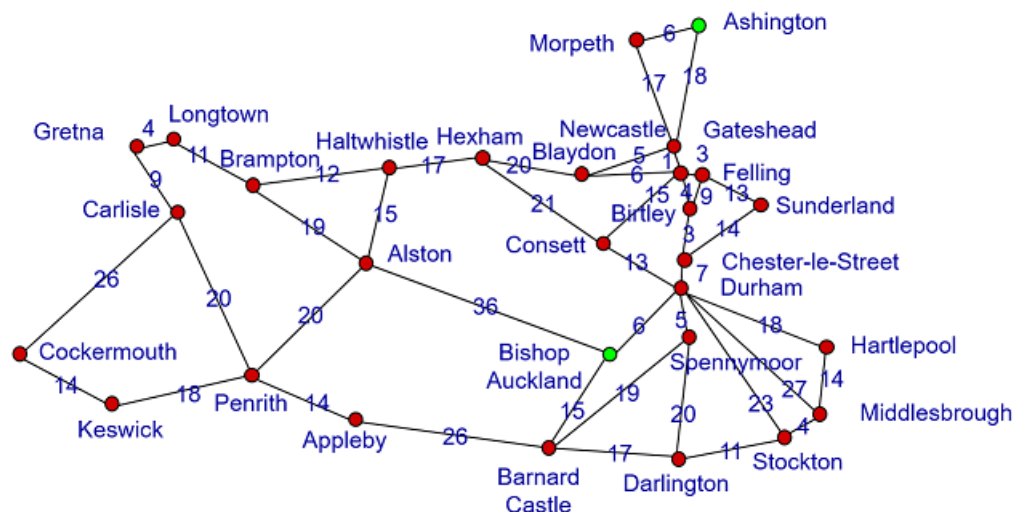 Ashington
6
Morpeth
17
18
Longtown
Gretna
4
Newcastle
Gateshead
Haltwhistle
Hexham
11
Brampton
Blaydon
5
1
3
12
17
20
6
Felling
9
15
4
9
13
Carlisle
15
21
Birtley
Sunderland
19
3
14
Consett
Alston
13
7
Chester-le-Street
Durham
26
20
36
20
6
5
18
Cockermouth
Bishop
Auckland
Spennymoor
Hartlepool
14
18
Penrith
14
15
19
20
23
27
14
Keswick
Appleby
26
17
11
4
Middlesbrough
Stockton
Barnard
Castle
Darlington